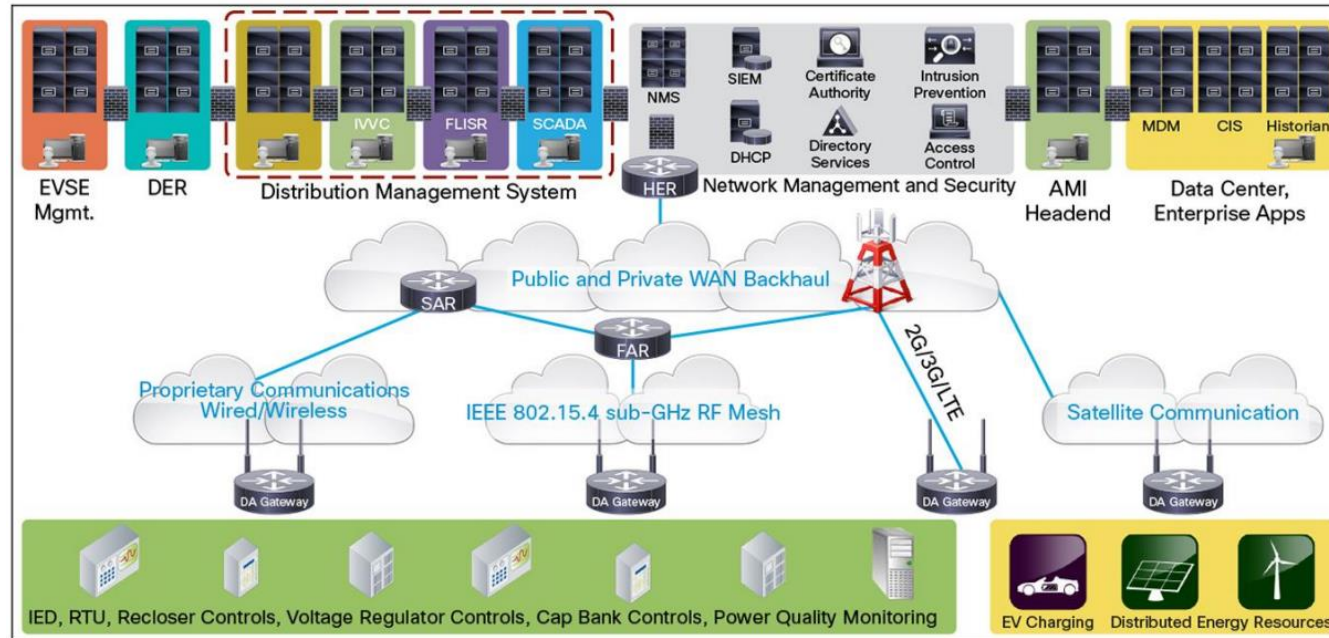 IVVC
FLISR
SCADA
NMS
SIEM
Certificate
Authority
Intrusion
Prevention
DHCP
Directory
Services
Access
Control
MDM
CIS
Historian
EVSE
Mgmt.
DER
Distribution Management System
HER
Network Management and Security
AMI
Headend
Data Center,
Enterprise Apps
Public and Private WAN Backhaul
SAR
FAR
2G/3G/LTE
Proprietary Communications
Wired/Wireless
IEEE 802.15.4 sub-GHz RF Mesh
Satellite Communication
DA Gateway
DA Gateway
DA Gateway
DA Gateway
IED, RTU, Recloser Controls, Voltage Regulator Controls, Cap Bank Controls, Power Quality Monitoring
EV Charging
Distributed Energy Resources